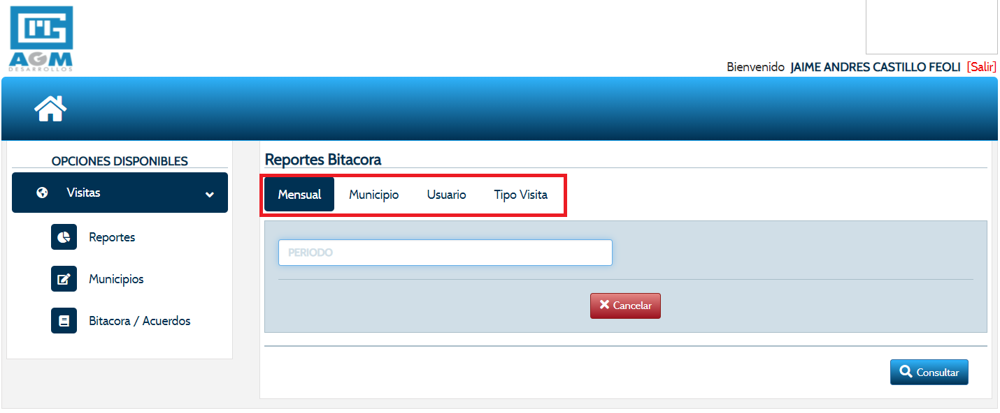 AGM
DESARROLLOS
Bienvenido JAIME ANDRES CASTILLO FEOLI [Salir]
OPCIONES DISPONIBLES
Visitas
Reportes
Municipios
Bitacora / Acuerdos
Reportes Bitacora
Mensual Municipio Usuario Tipo Visita
PERIODO
Cancelar
Consultar